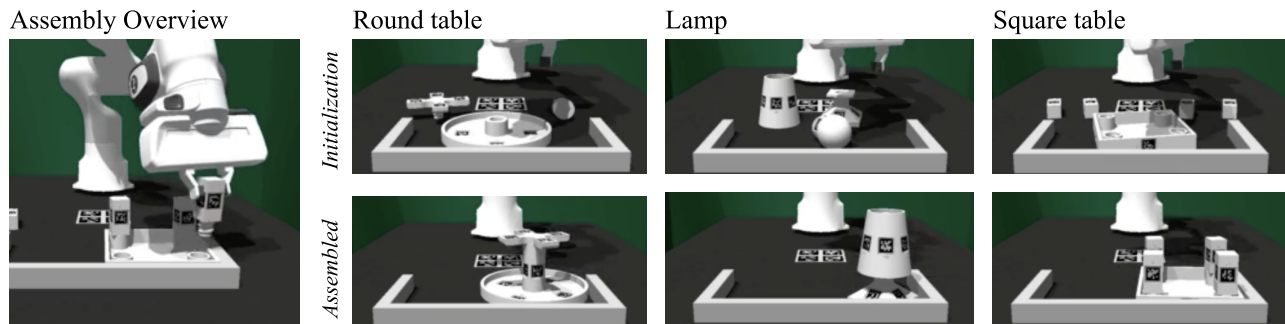 Assembly Overview
Round table
Lamp
Square table
Initialization
Assembled